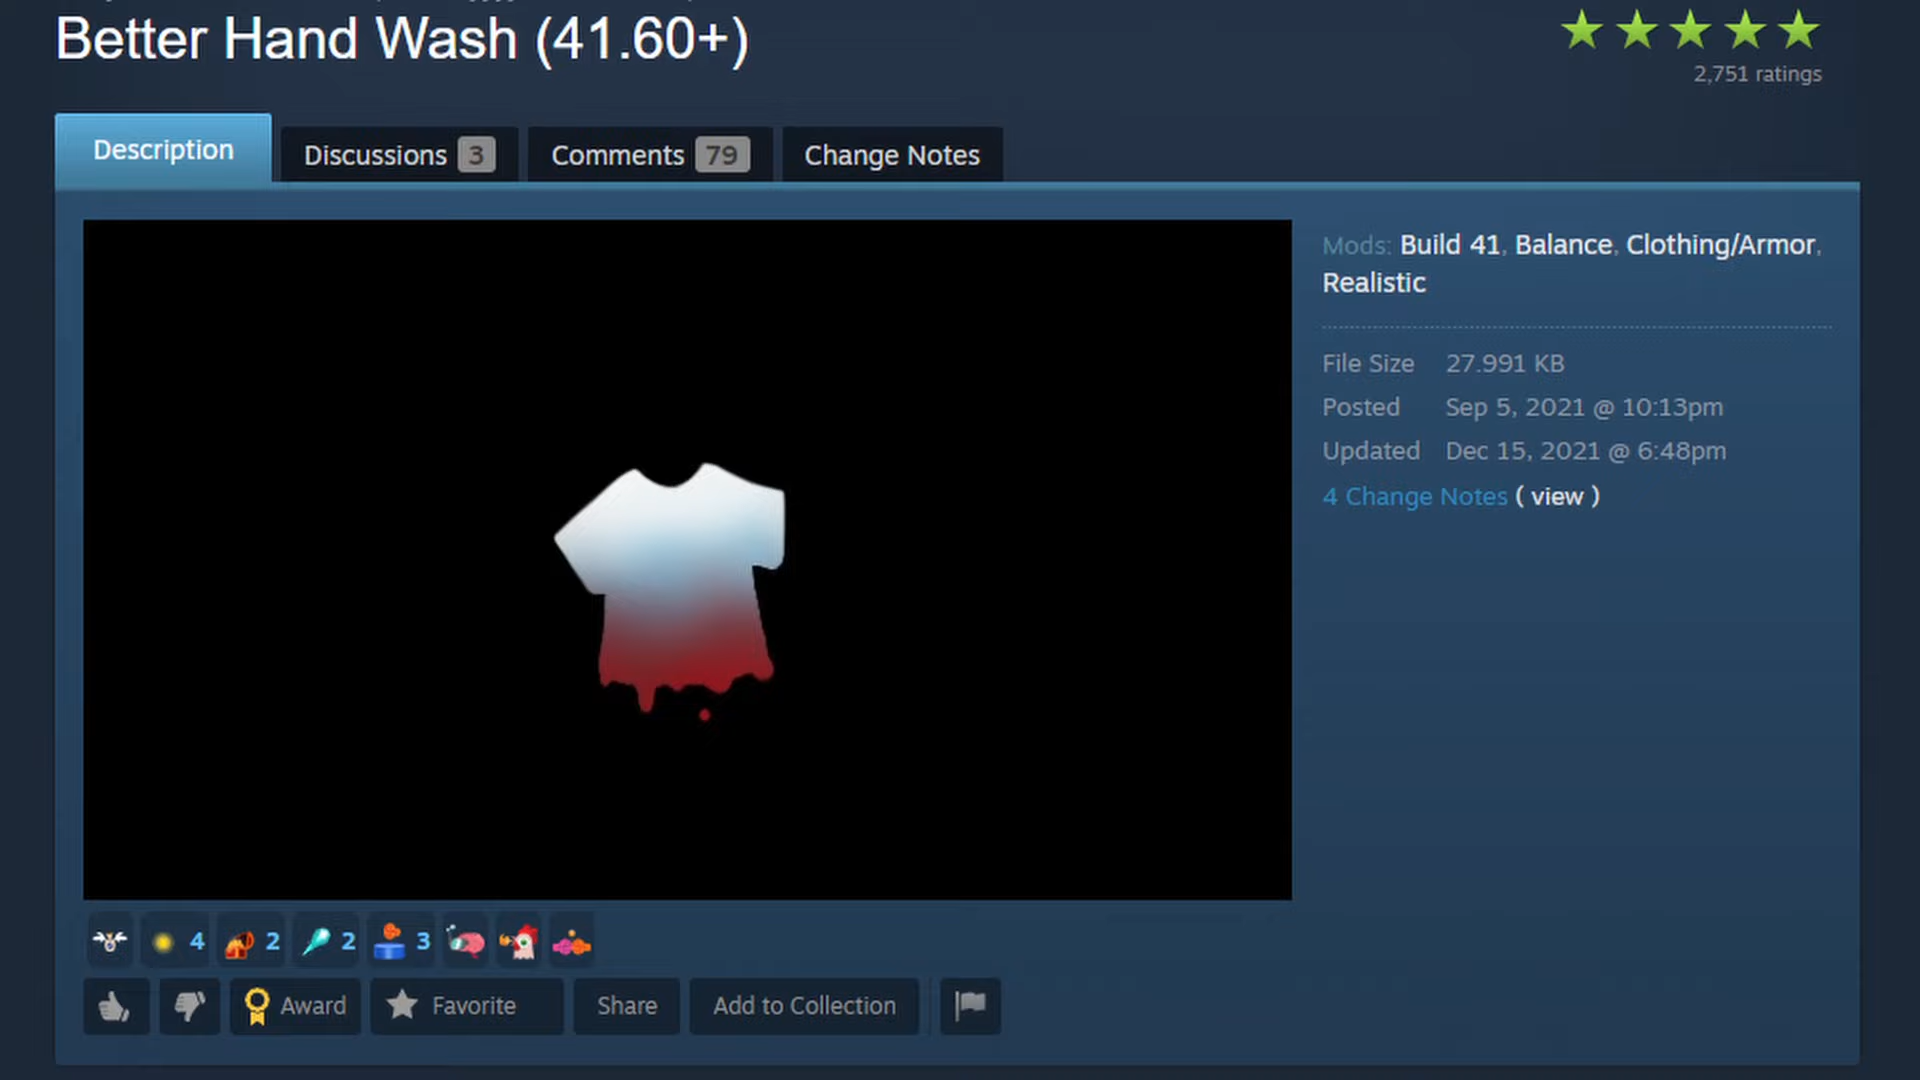 Better Hand Wash (41.60+)
2,751 ratings
Description
Discussions 3
Comments 79
Change Notes
Mods: Build 41, Balance, Clothing/Armor,
Realistic
File Size 27.991 KB
Posted Sep 5, 2021 @ 10:13pm
Updated Dec 15, 2021 @ 6:48pm
4 Change Notes ( view )
4 2 2 3
Award
Favorite
Share
Add to Collection